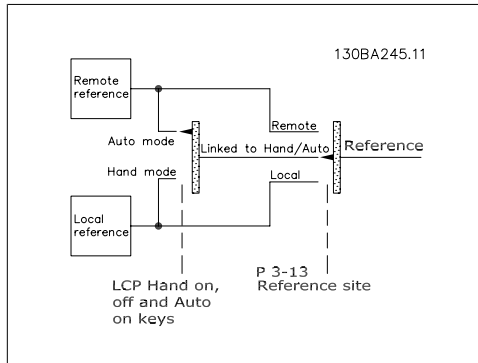 130BA245.11
Remote
reference
Remote
Auto mode
Linked to Hand/Auto
Reference
Hand mode
Local
Local
reference
LCP Hand on,
off and Auto
on keys
P 3-13
Reference site